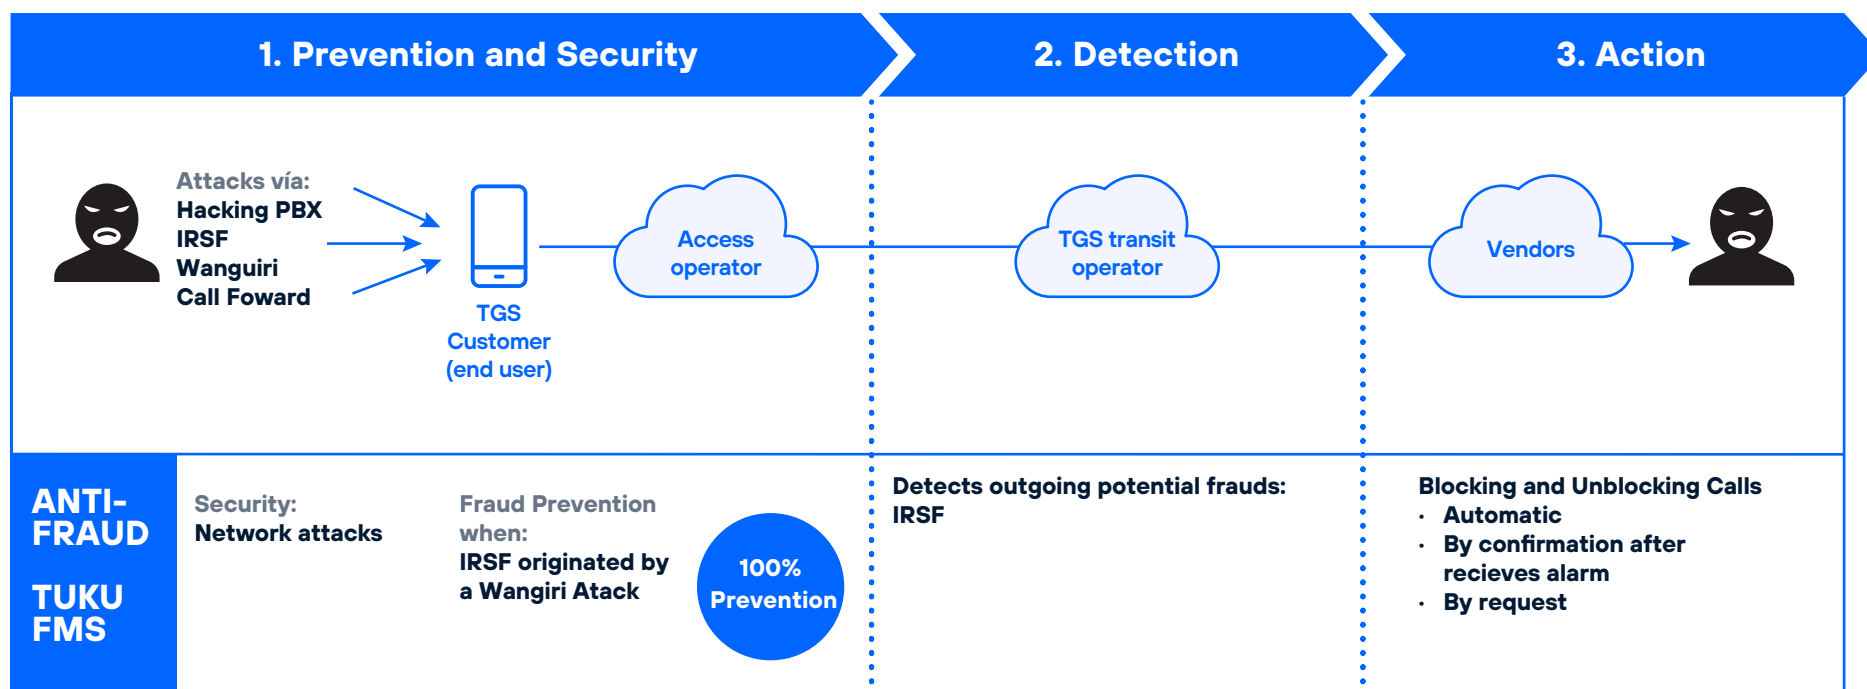 1. Prevention and Security
2. Detection
3. Action
Attacks vía:
Hacking PBX
IRSF
Wanguiri
Call Foward
TGS
Customer
(end user)
Access
operator
TGS transit
operator
Vendors
ANTI-
FRAUD
TUKU
FMS
Security:
Network attacks
Fraud Prevention
when:
IRSF originated by
a Wangiri Atack
100%
Prevention
Detects outgoing potential frauds:
IRSF
Blocking and Unblocking Calls
· Automatic
· By confirmation after
recieves alarm
· By request